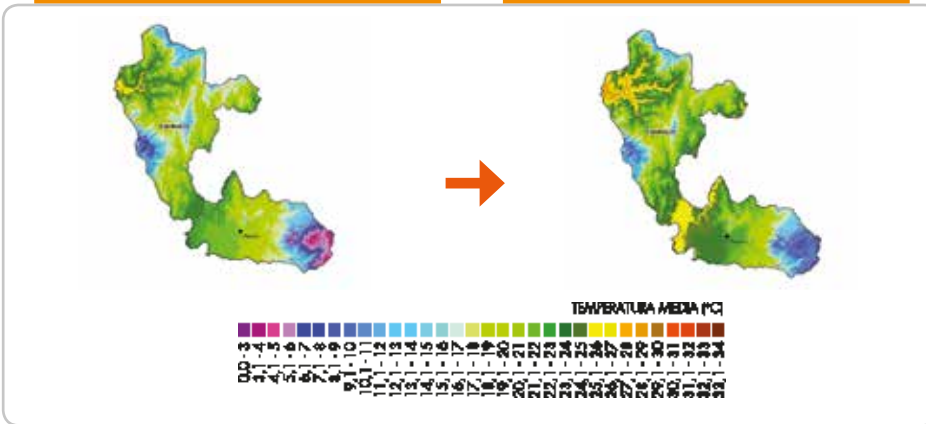 TEMPERATURA MEDIA (°C)
0,0 - 3
3,1 - 4
4,1 - 5
5,1 - 6
6,1 - 7
7,1 - 8
8,1 - 9
9,1 - 10
10,1 - 11
11,1 - 12
12,1 - 13
13,1 - 14
14,1 - 15
15,1 - 16
16,1 - 17
17,1 - 18
18,1 - 19
19,1 - 20
20,1 - 21
21,1 - 22
22,1 - 23
23,1 - 24
24,1 - 25
25,1 - 26
26,1 - 27
27,1 - 28
28,1 - 29
29,1 - 30
30,1 - 31
31,1 - 32
32,1 - 33
33,1 - 34